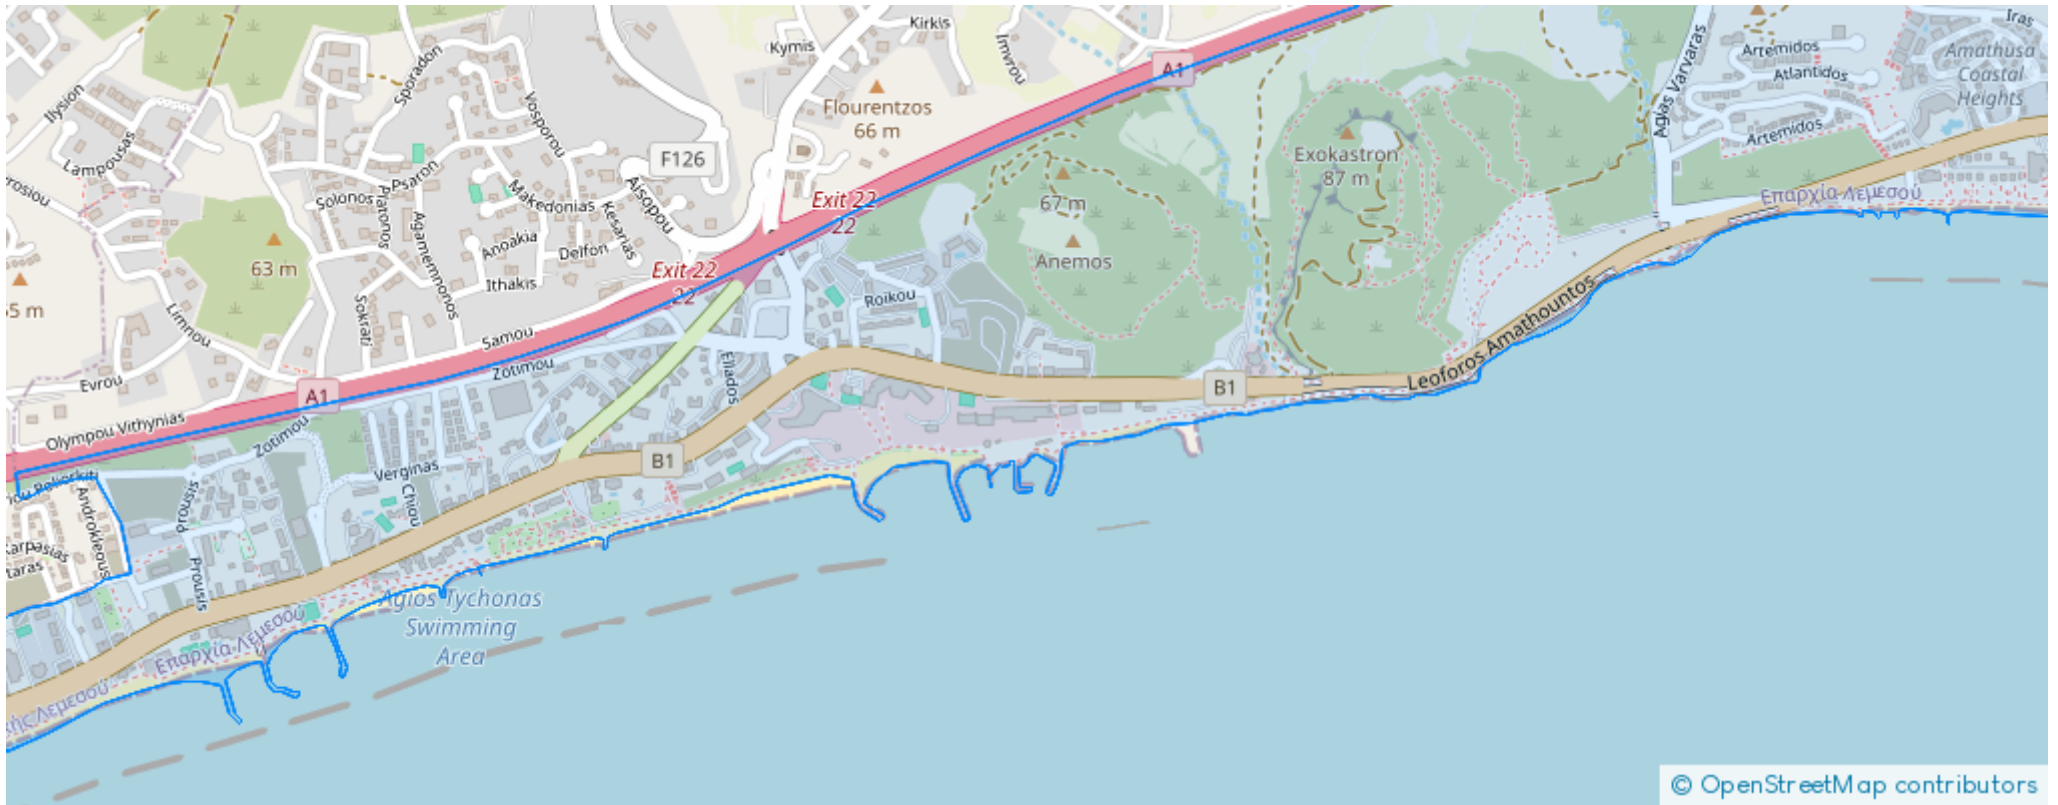 Kirkis
Kymis
Imvrou
A1
Iras
Artemidos
Atlantidos
Amathusa
Coastal
Heights
Artemidos
Agias Varvaras
Ilysion
Sporadon
Vosporou
Flourentzos
66 m
Lampousas
F126
Exokastron
87 m
Psaron
Solonos
Platonos
Makedonias
Aisopou
Kesarias
Exit 22
22
67 m
Επαρχία Λεμεσού
Agamemnonos
Anoakia
Delfon
63 m
Anemos
Exit 22
22
Ithakis
Roikou
Sokrati
Limnou
Samou
Zotimou
Leoforos Amathountos
Evrou
Eliados
B1
A1
Olympou Vithynias
Zotimou
B1
Verginas
Chiou
Prousis
Androkleous
Karpasias
Prousis
Agios Tychonas
Swimming
Area
Επαρχία Λεμεσού
© OpenStreetMap contributors